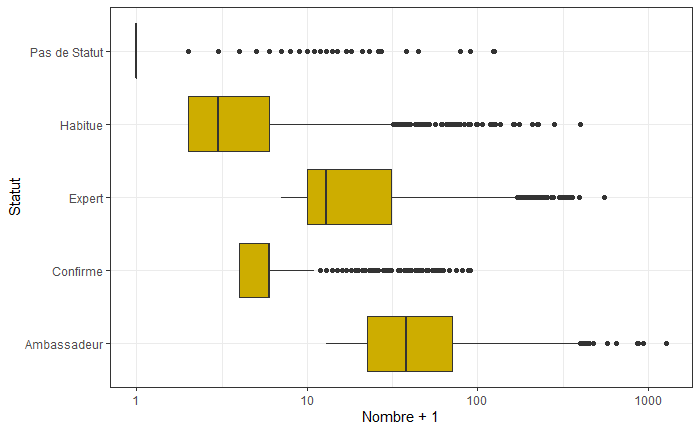 Pas de Statut
Habitue
Expert
Confirme
Ambassadeur
Statut
1 10 100 1000
Nombre + 1